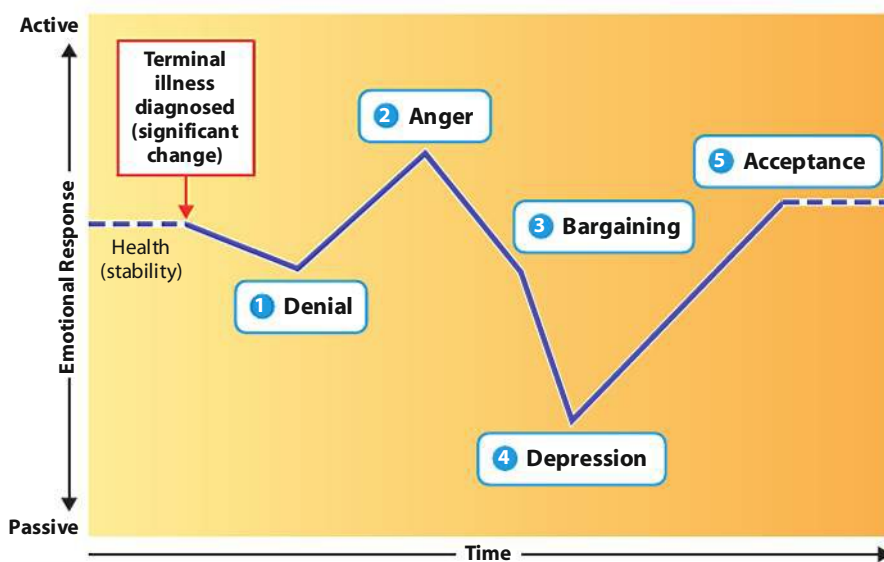 Active
Terminal
illness
diagnosed
(significant
change)
2 Anger
5 Acceptance
3 Bargaining
Health
(stability)
1 Denial
Emotional Response
4 Depression
Passive
Time